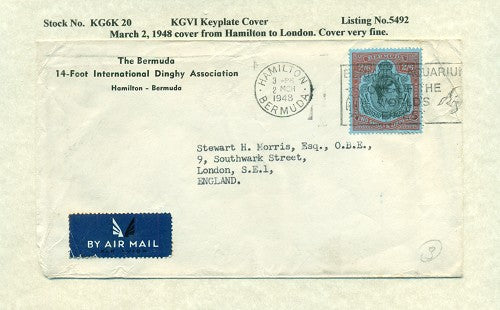 Stock No. KG6K 20 KGVI Keyplate Cover Listing No.5492
March 2, 1948 cover from Hamilton to London. Cover very fine.
The Bermuda
14-Foot International Dinghy Association
Hamilton - Bermuda
HAMILTON
2 MCH
1948
BERMUDA
Stewart H. Morris, Esq., O.B.E.,
9, Southwark Street,
London, S.E.1,
ENGLAND.
BY AIR MAIL